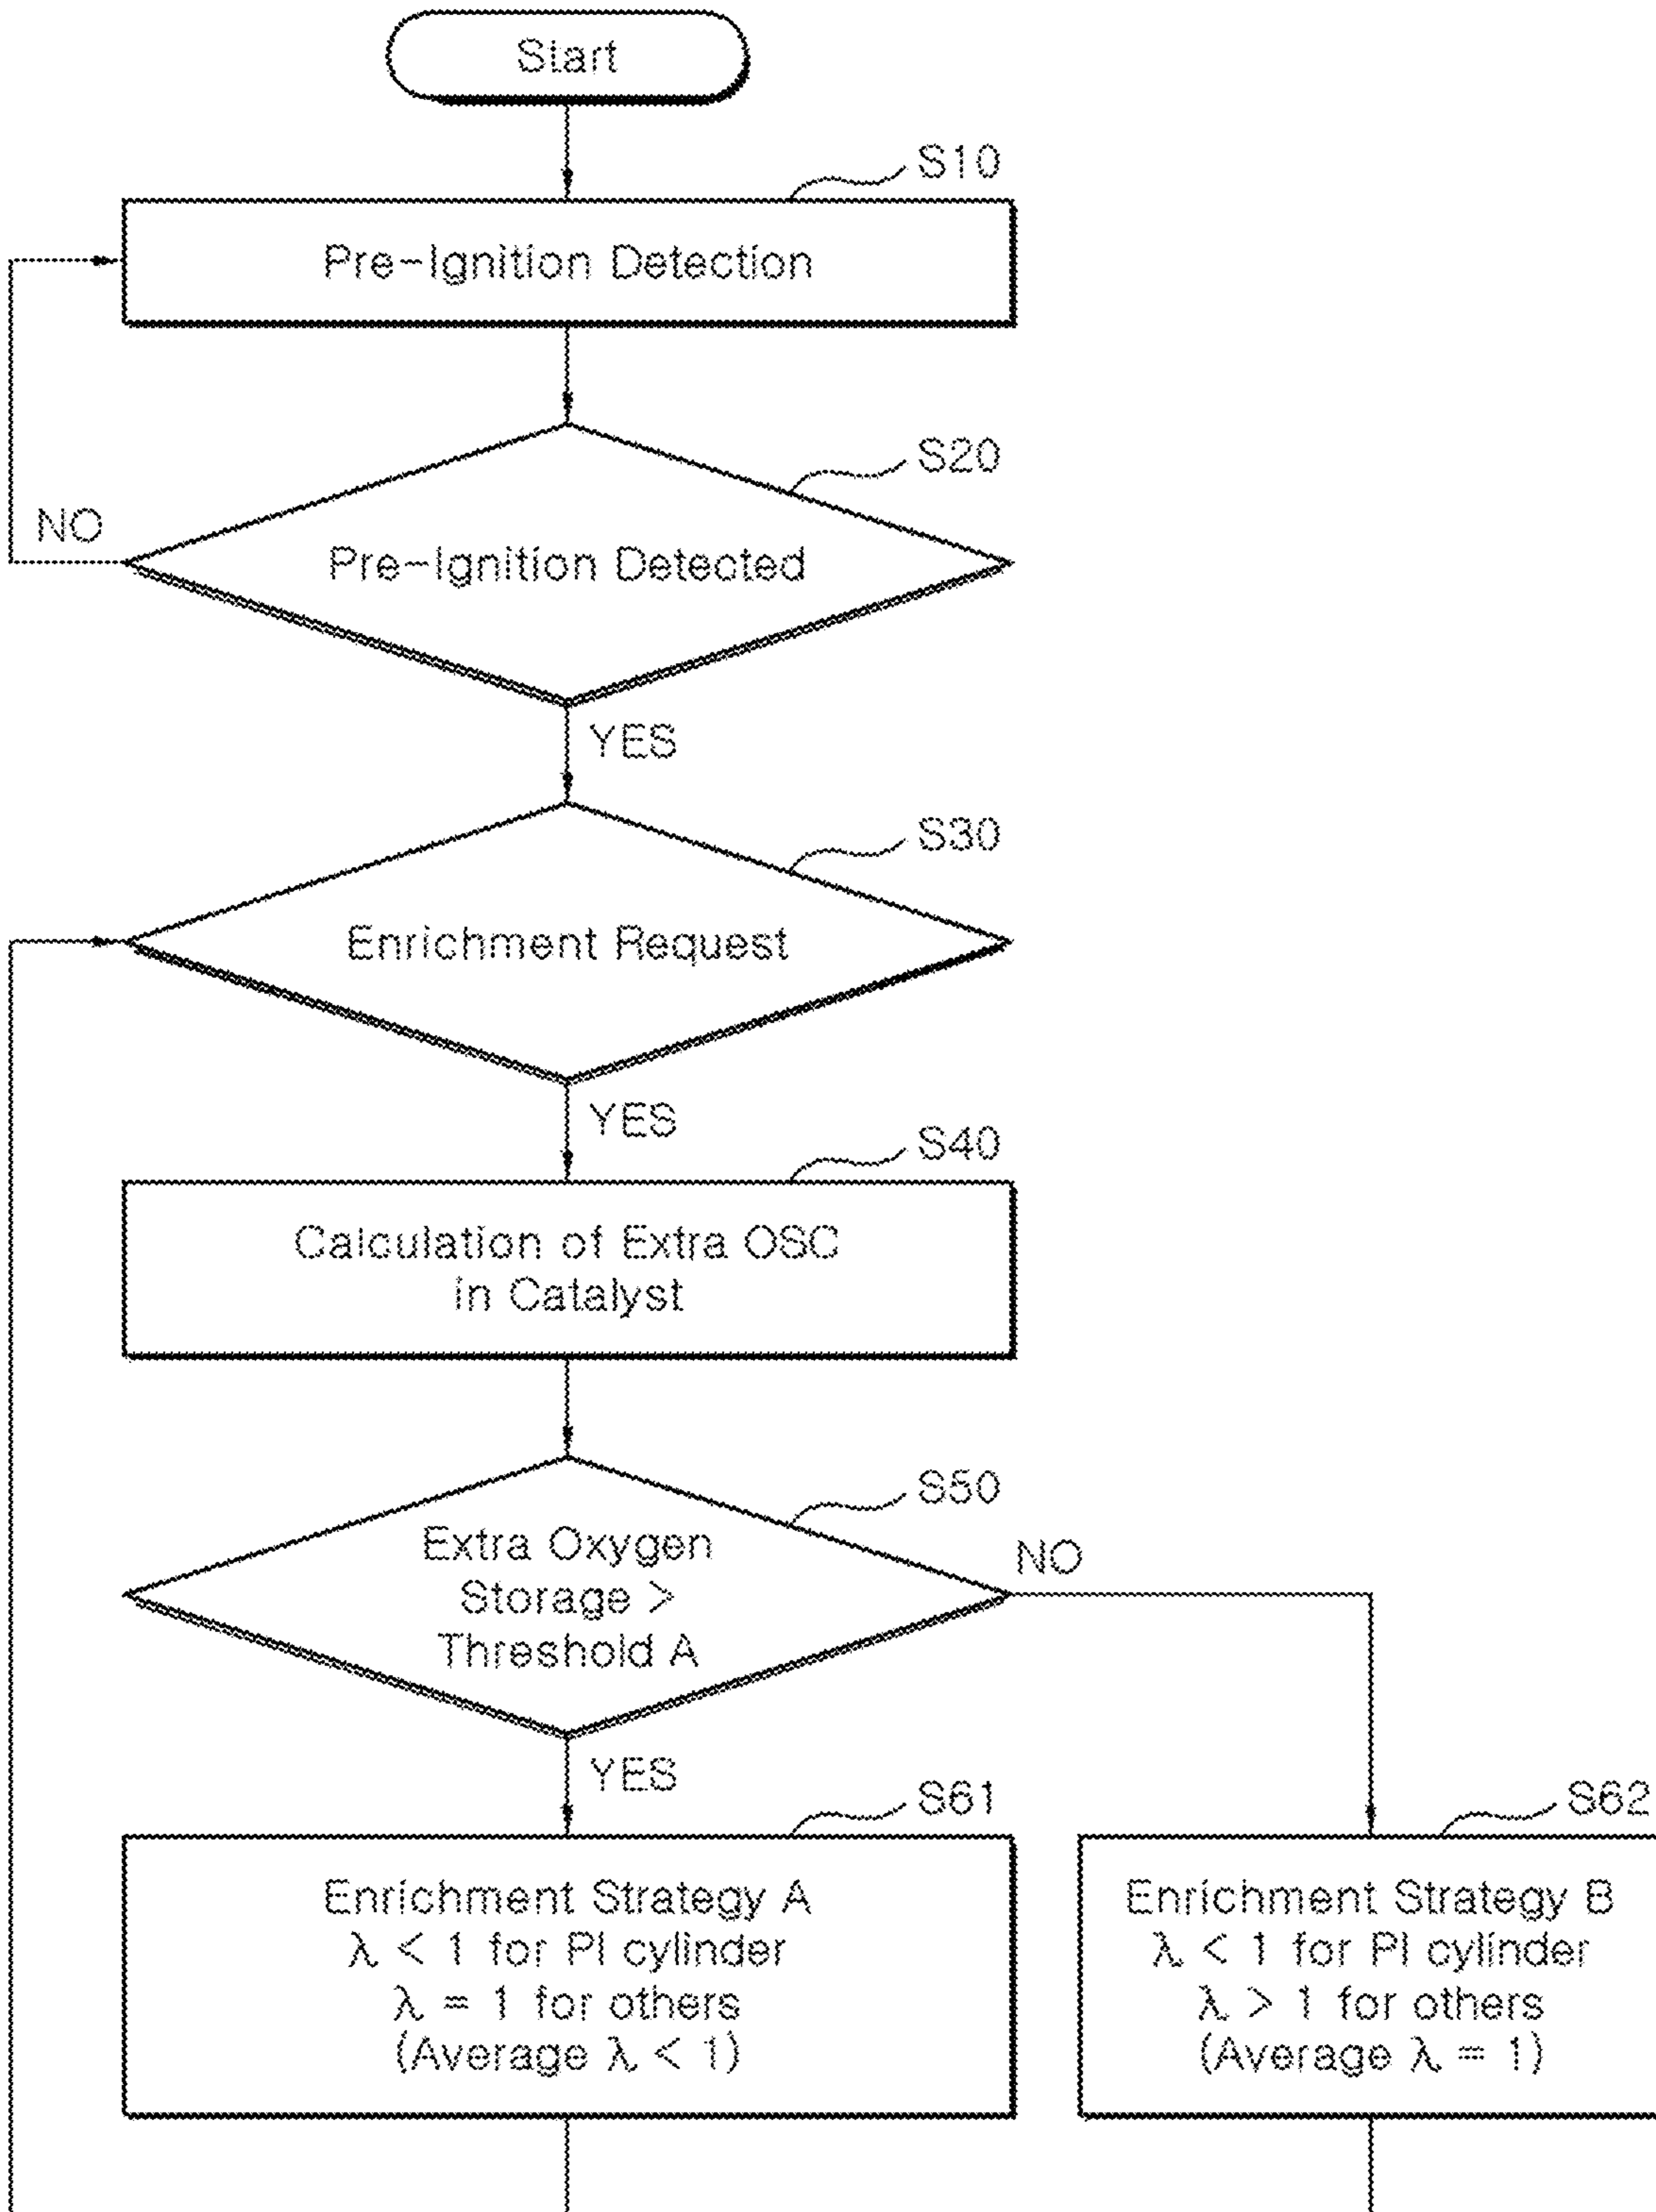 Start
S10
Pre-Ignition Detection
S20
NO
Pre-Ignition Detected
YES
S30
Enrichment Request
YES
S40
Calculation of Extra OSC
in Catalyst
S50
Extra Oxygen
Storage >
Threshold A
NO
YES
S61
S62
Enrichment Strategy A
λ < 1 for PI cylinder
λ = 1 for others
(Average λ < 1)
Enrichment Strategy B
λ < 1 for PI cylinder
λ > 1 for others
(Average λ = 1)